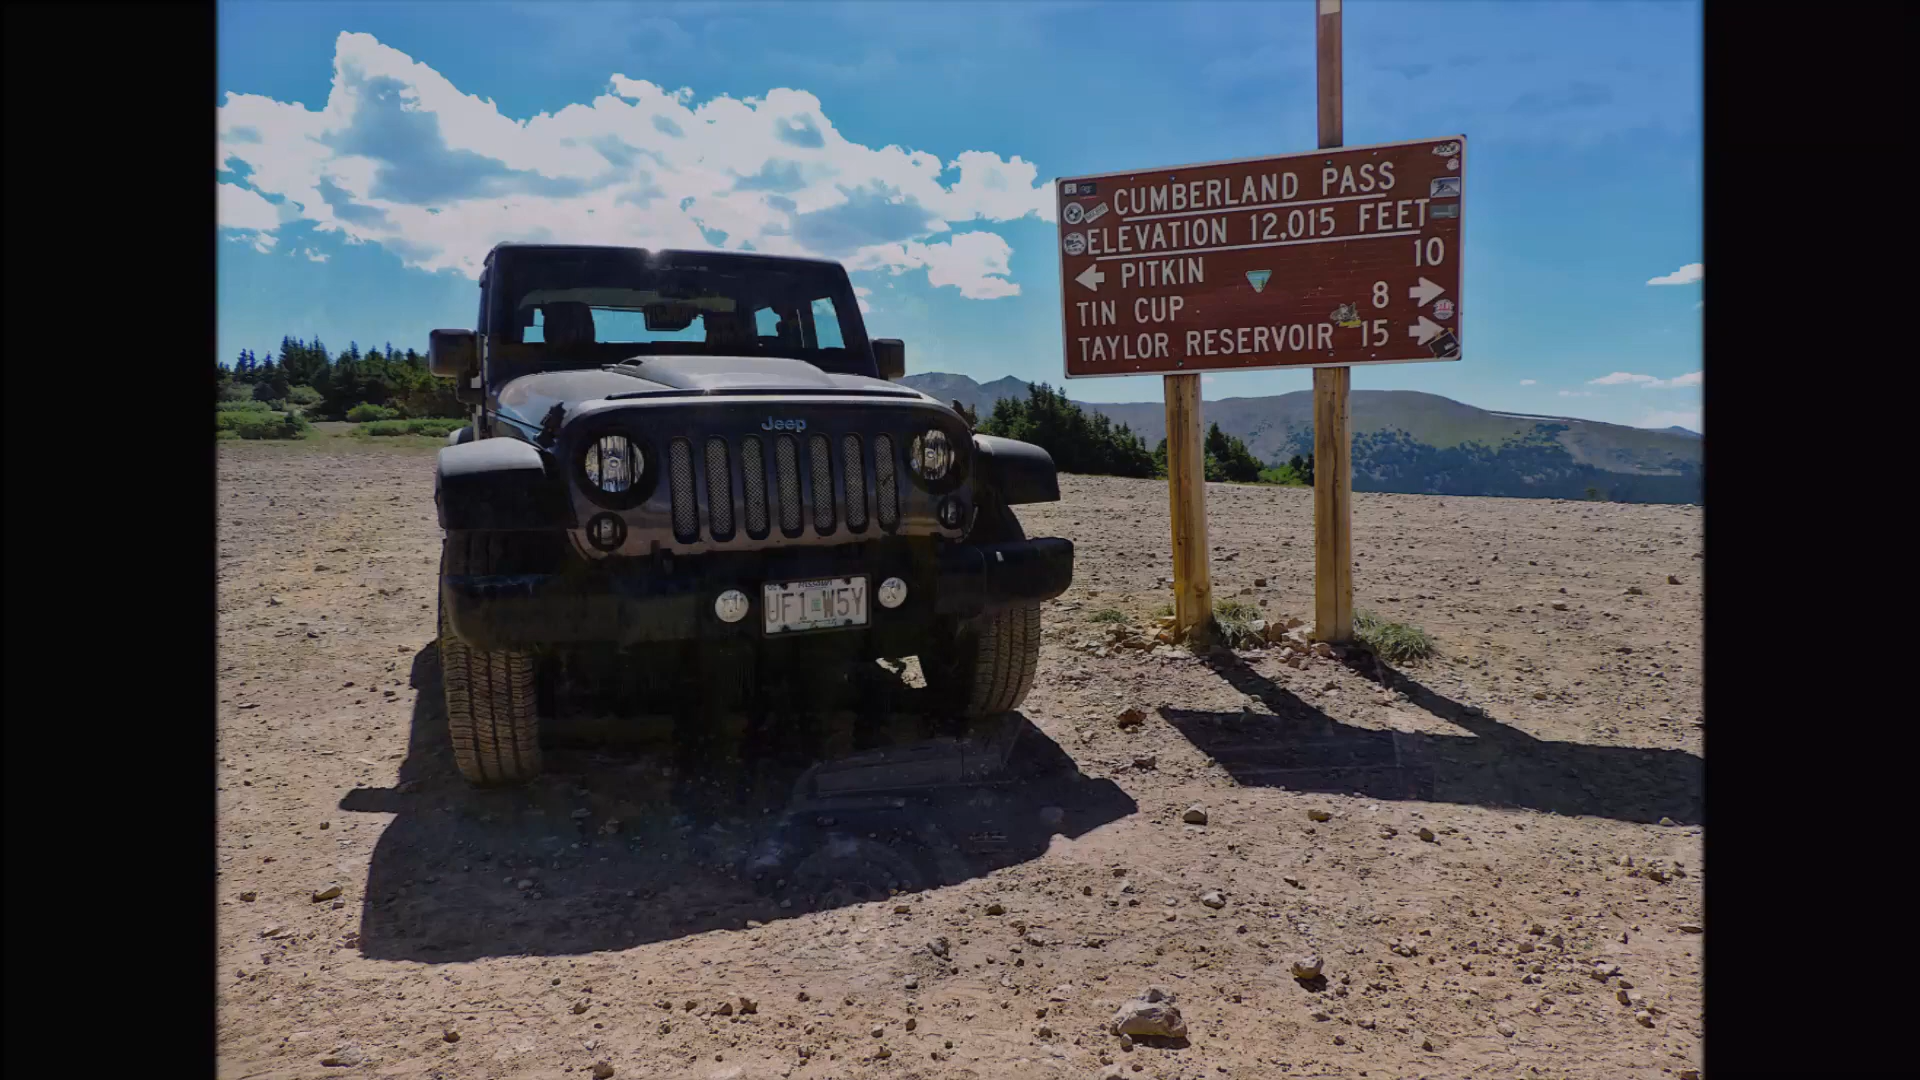 CUMBERLAND PASS
ELEVATION 12,015 FEET
PITKIN 10
TIN CUP 8
TAYLOR RESERVOIR 15
Jeep
UF1 W5Y